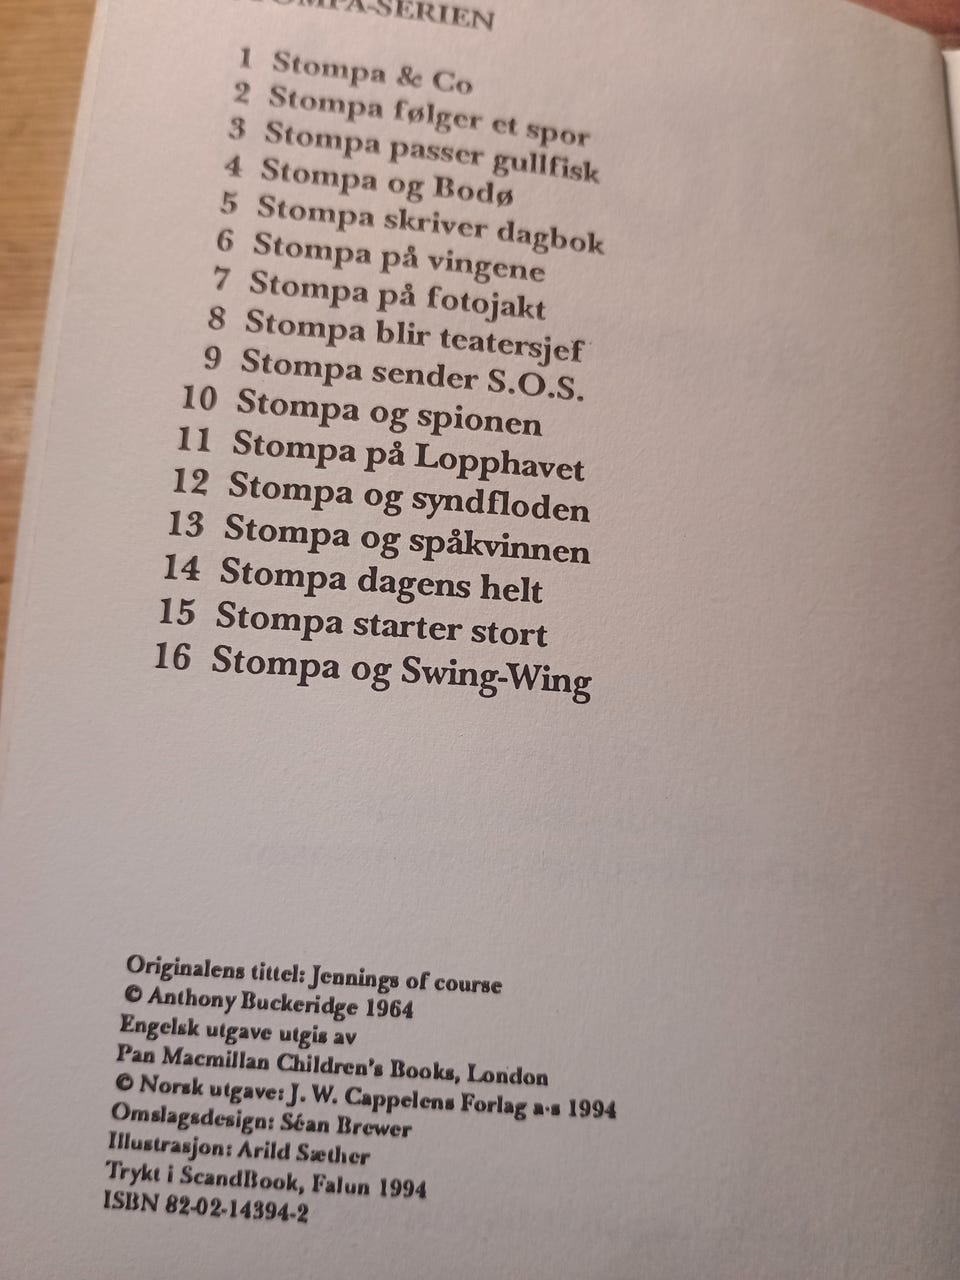 STOMPA-SERIEN
1 Stompa & Co
2 Stompa følger et spor
3 Stompa passer gullfisk
4 Stompa og Bodø
5 Stompa skriver dagbok
6 Stompa på vingene
7 Stompa på fotojakt
8 Stompa blir teatersjef
9 Stompa sender S.O.S.
10 Stompa og spionen
11 Stompa på Lopphavet
12 Stompa og syndfloden
13 Stompa og spåkvinnen
14 Stompa dagens helt
15 Stompa starter stort
16 Stompa og Swing-Wing
Originalens tittel: Jennings of course
© Anthony Buckeridge 1964
Engelsk utgave utgis av
Pan Macmillan Children's Books, London
© Norsk utgave: J. W. Cappelens Forlag a·s 1994
Omslagsdesign: Séan Brewer
Illustrasjon: Arild Sæther
Trykt i ScandBook, Falun 1994
ISBN 82-02-14394-2